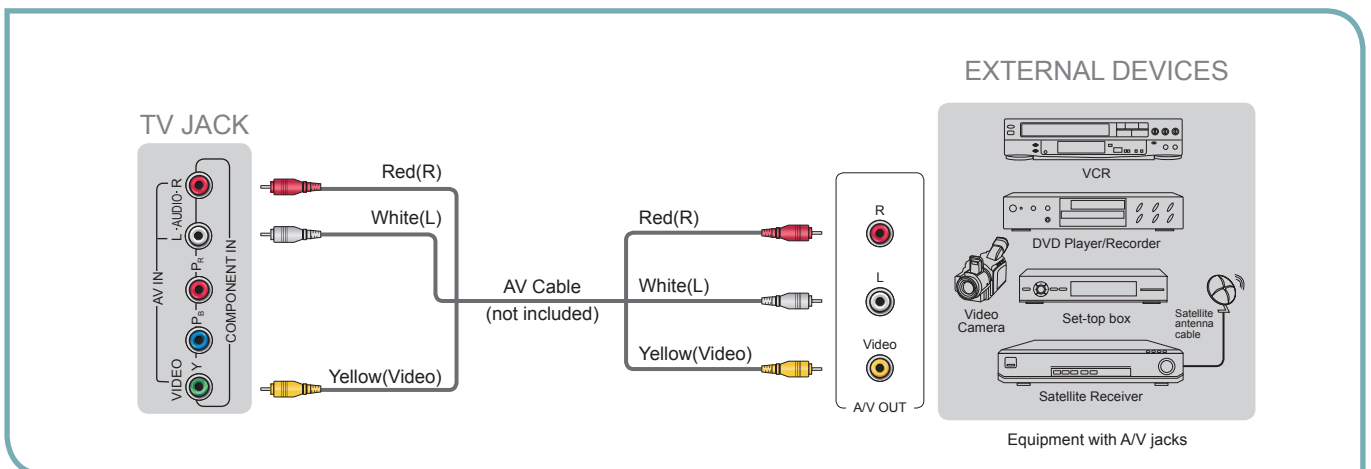 EXTERNAL DEVICES
TV JACK
R
L -AUDIO- R
AV IN
PR
PB
VIDEO Y
COMPONENT IN
Red(R)
White(L)
Yellow(Video)
AV Cable
(not included)
Red(R)
White(L)
Yellow(Video)
R
L
Video
A/V OUT
VCR
DVD Player/Recorder
Video
Camera
Set-top box
Satellite
antenna
cable
Satellite Receiver
Equipment with A/V jacks